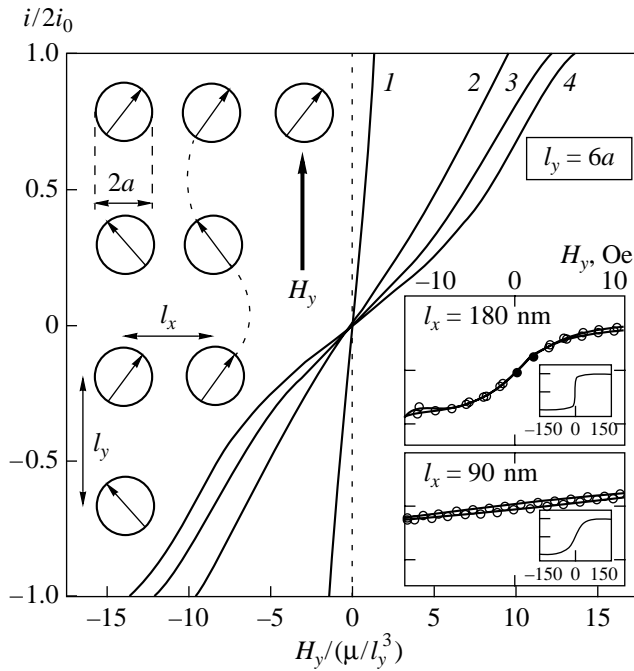 i/2i₀
1.0
1 2 3 4
l_y = 6a
2a
0.5
H_y
H_y, Oe
−10 0 10
l_x
0
l_x = 180 nm
−150 0 150
l_y
−0.5
l_x = 90 nm
−150 0 150
−1.0
−15 −10 −5 0 5 10 15
H_y/(μ/l_y³)